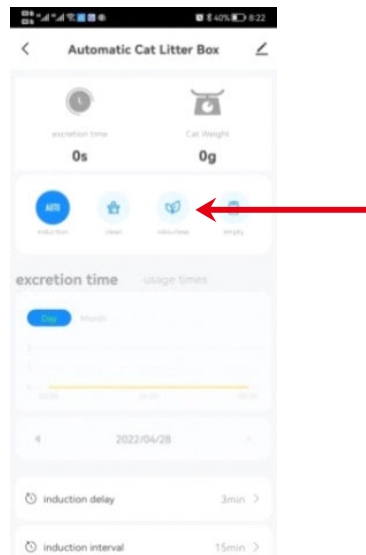 40% 8:22
Automatic Cat Litter Box
excretion time Cat Weight
0s 0g
AUTO
induction clean odourless empty
excretion time usage times
Day Month
2022/04/28
induction delay 3min
induction interval 15min